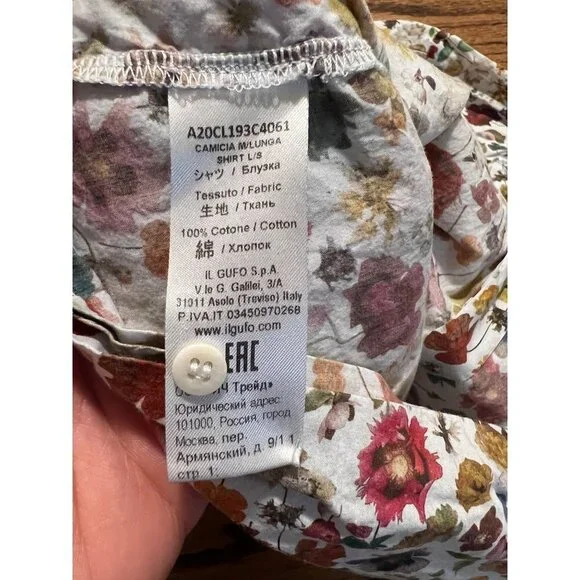 A20CL193C4061
CAMICIA M/LUNGA
SHIRT L/S
シャツ / Блузка
Tessuto / Fabric
生地 / Ткань
100% Cotone / Cotton
綿 / Хлопок
IL GUFO S.p.A.
V.le G. Galilei, 3/A
31011 Asolo (Treviso) Italy
P.IVA.IT 03450970268
www.ilgufo.com
EAC
Трейд»
Юридический адрес:
101000, Россия, город
Москва, пер.
Армянский, д. 9/1 1
стр. 1.